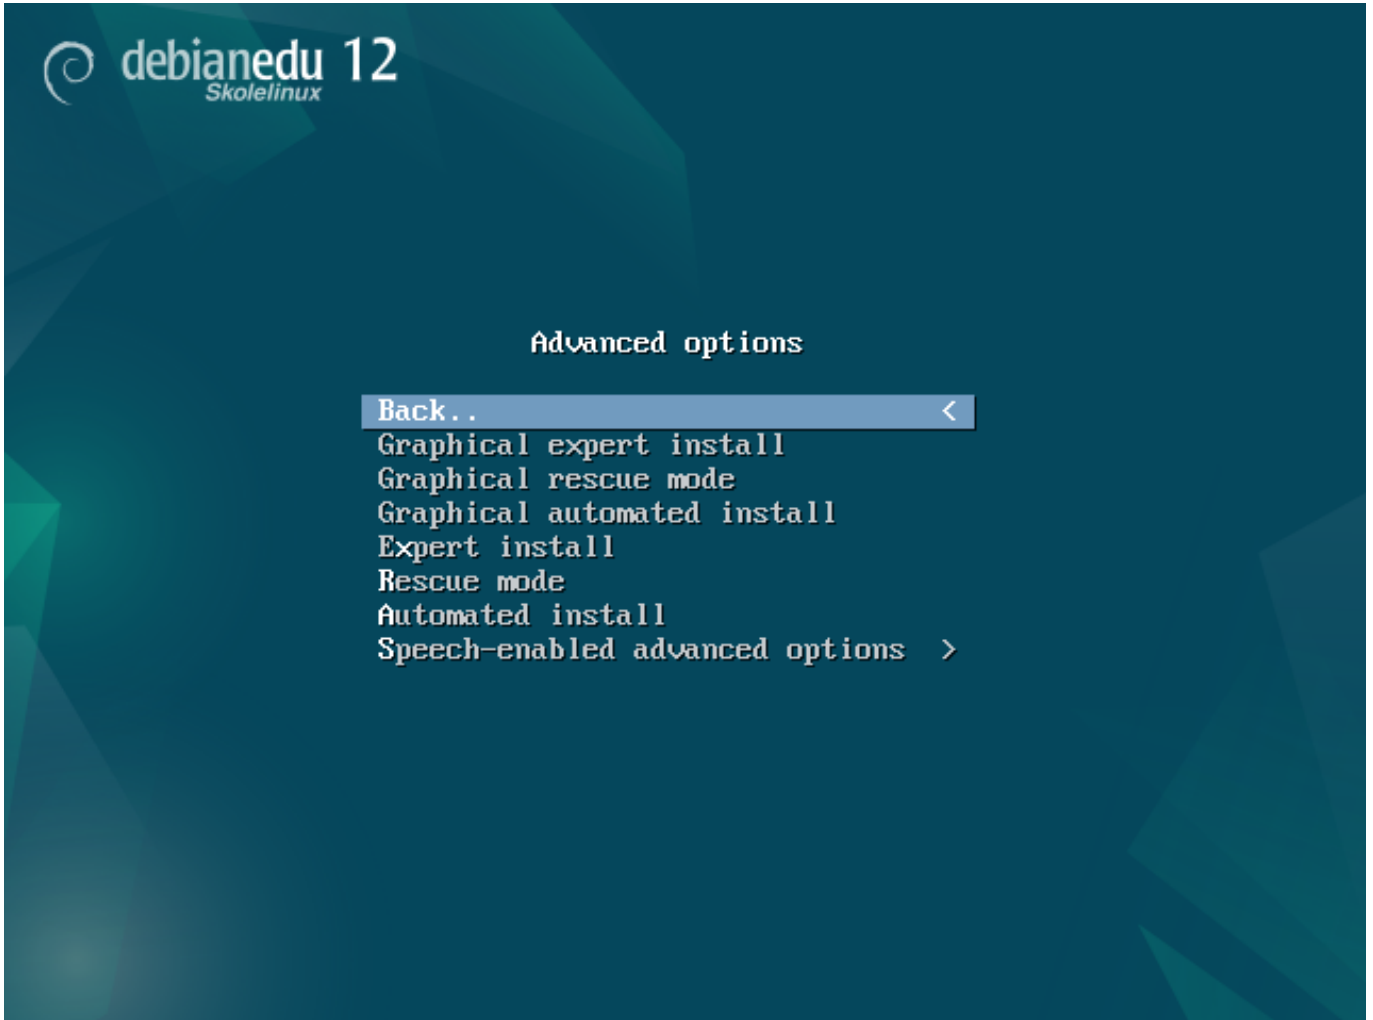 debianedu 12
Skolelinux
Advanced options
Back.. <
Graphical expert install
Graphical rescue mode
Graphical automated install
Expert install
Rescue mode
Automated install
Speech-enabled advanced options >